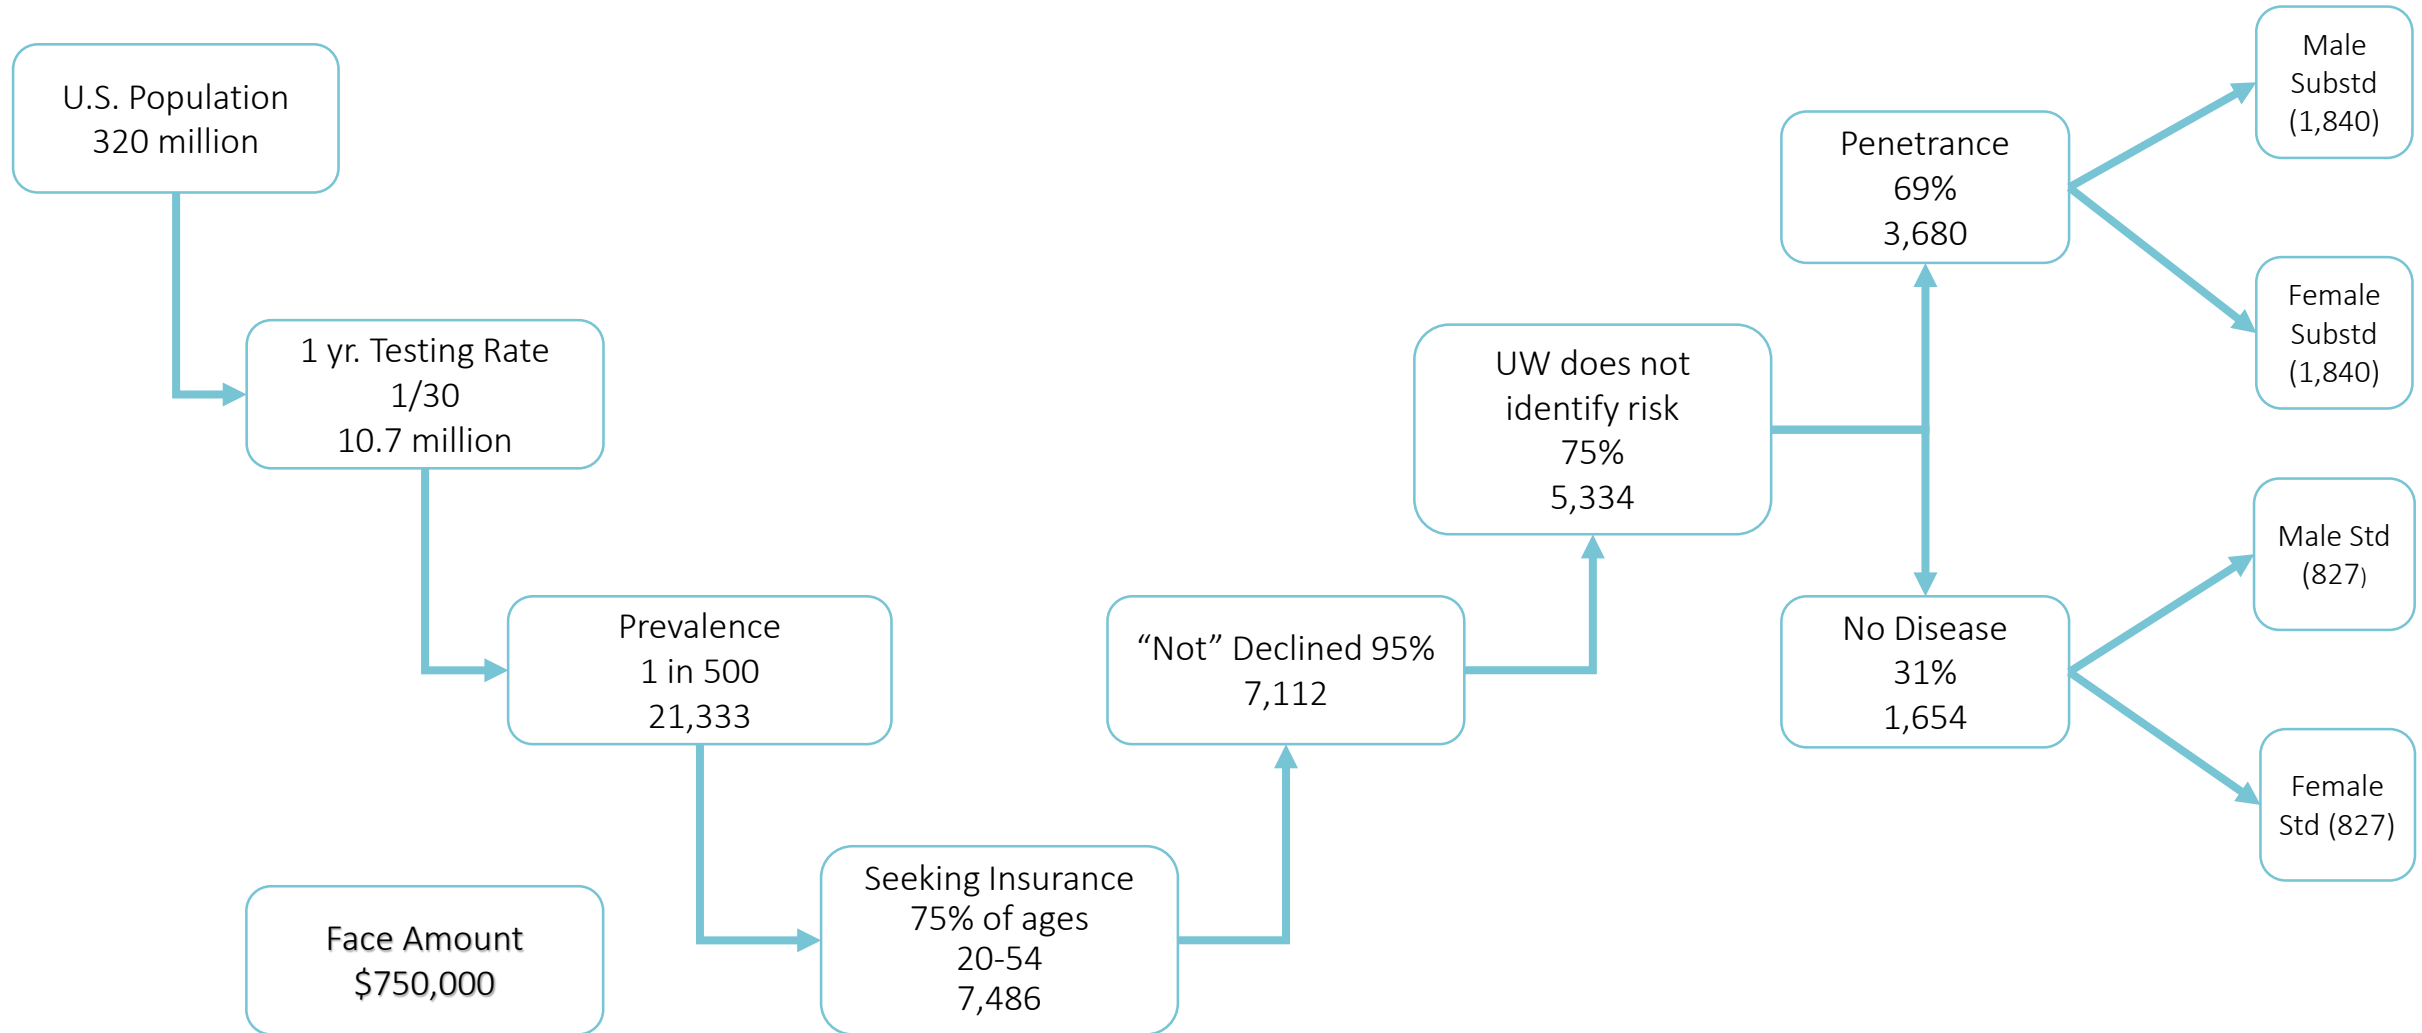 U.S. Population
320 million
1 yr. Testing Rate
1/30
10.7 million
Prevalence
1 in 500
21,333
Seeking Insurance
75% of ages
20-54
7,486
“Not” Declined 95%
7,112
UW does not
identify risk
75%
5,334
Penetrance
69%
3,680
Male
Substd
(1,840)
Female
Substd
(1,840)
No Disease
31%
1,654
Male Std
(827)
Female
Std (827)
Face Amount
$750,000